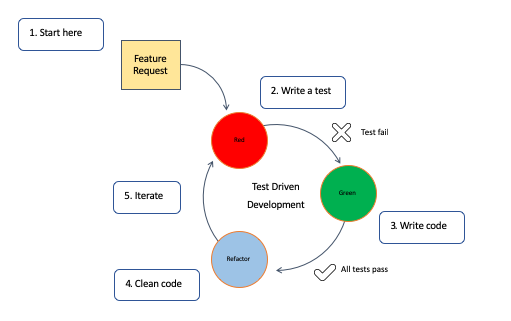 1. Start here
Feature
Request
2. Write a test
Red
Test fail
5. Iterate
Test Driven
Development
Green
3. Write code
Refactor
All tests pass
4. Clean code